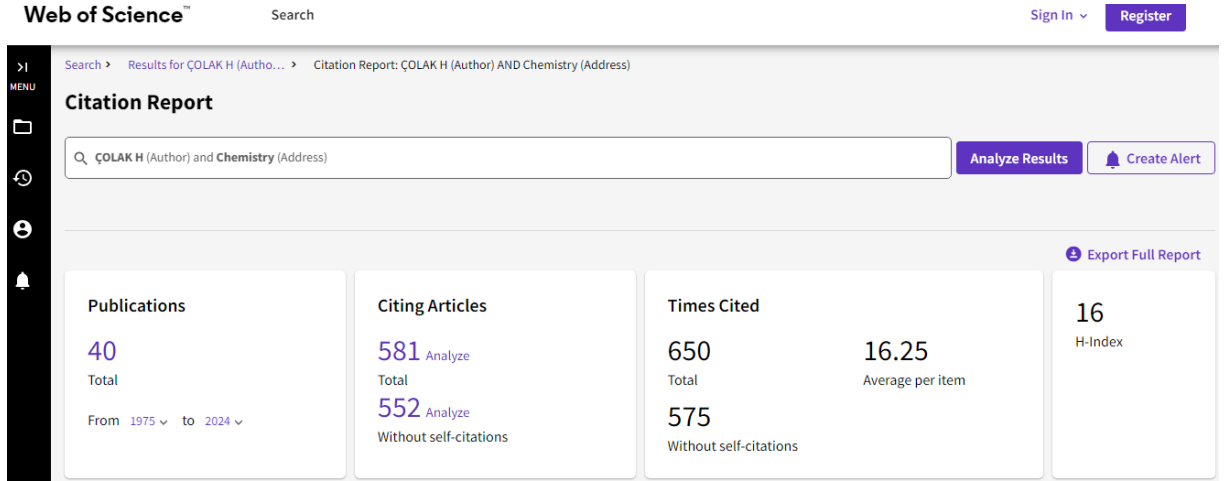 Web of Science™ Search Sign In Register
MENU
Search > Results for ÇOLAK H (Autho... > Citation Report: ÇOLAK H (Author) AND Chemistry (Address)
Citation Report
ÇOLAK H (Author) and Chemistry (Address)
Analyze Results Create Alert
Export Full Report
Publications
40
Total
From 1975 to 2024
Citing Articles
581 Analyze
Total
552 Analyze
Without self-citations
Times Cited
650
Total
16.25
Average per item
575
Without self-citations
16
H-Index